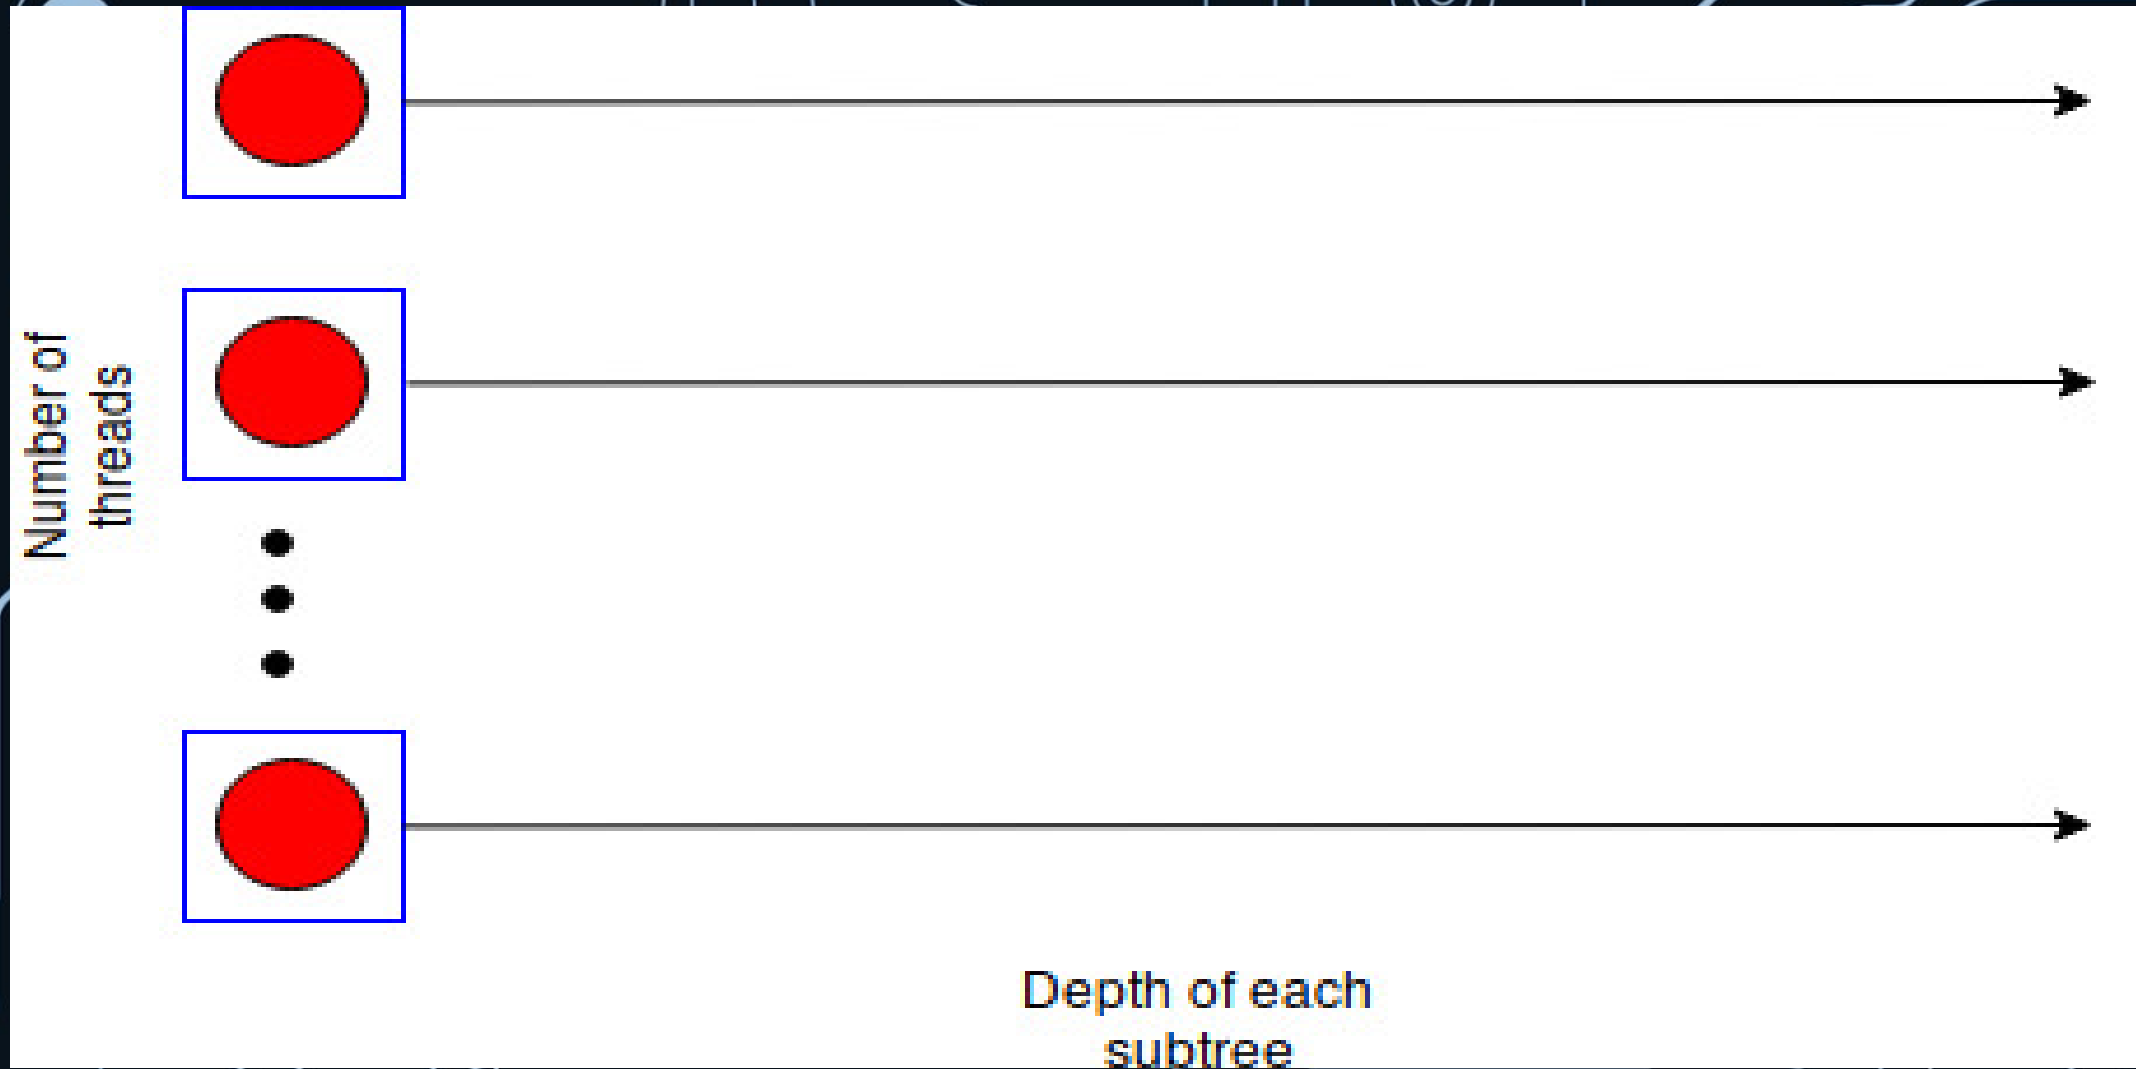 Number of
threads
Depth of each
subtree